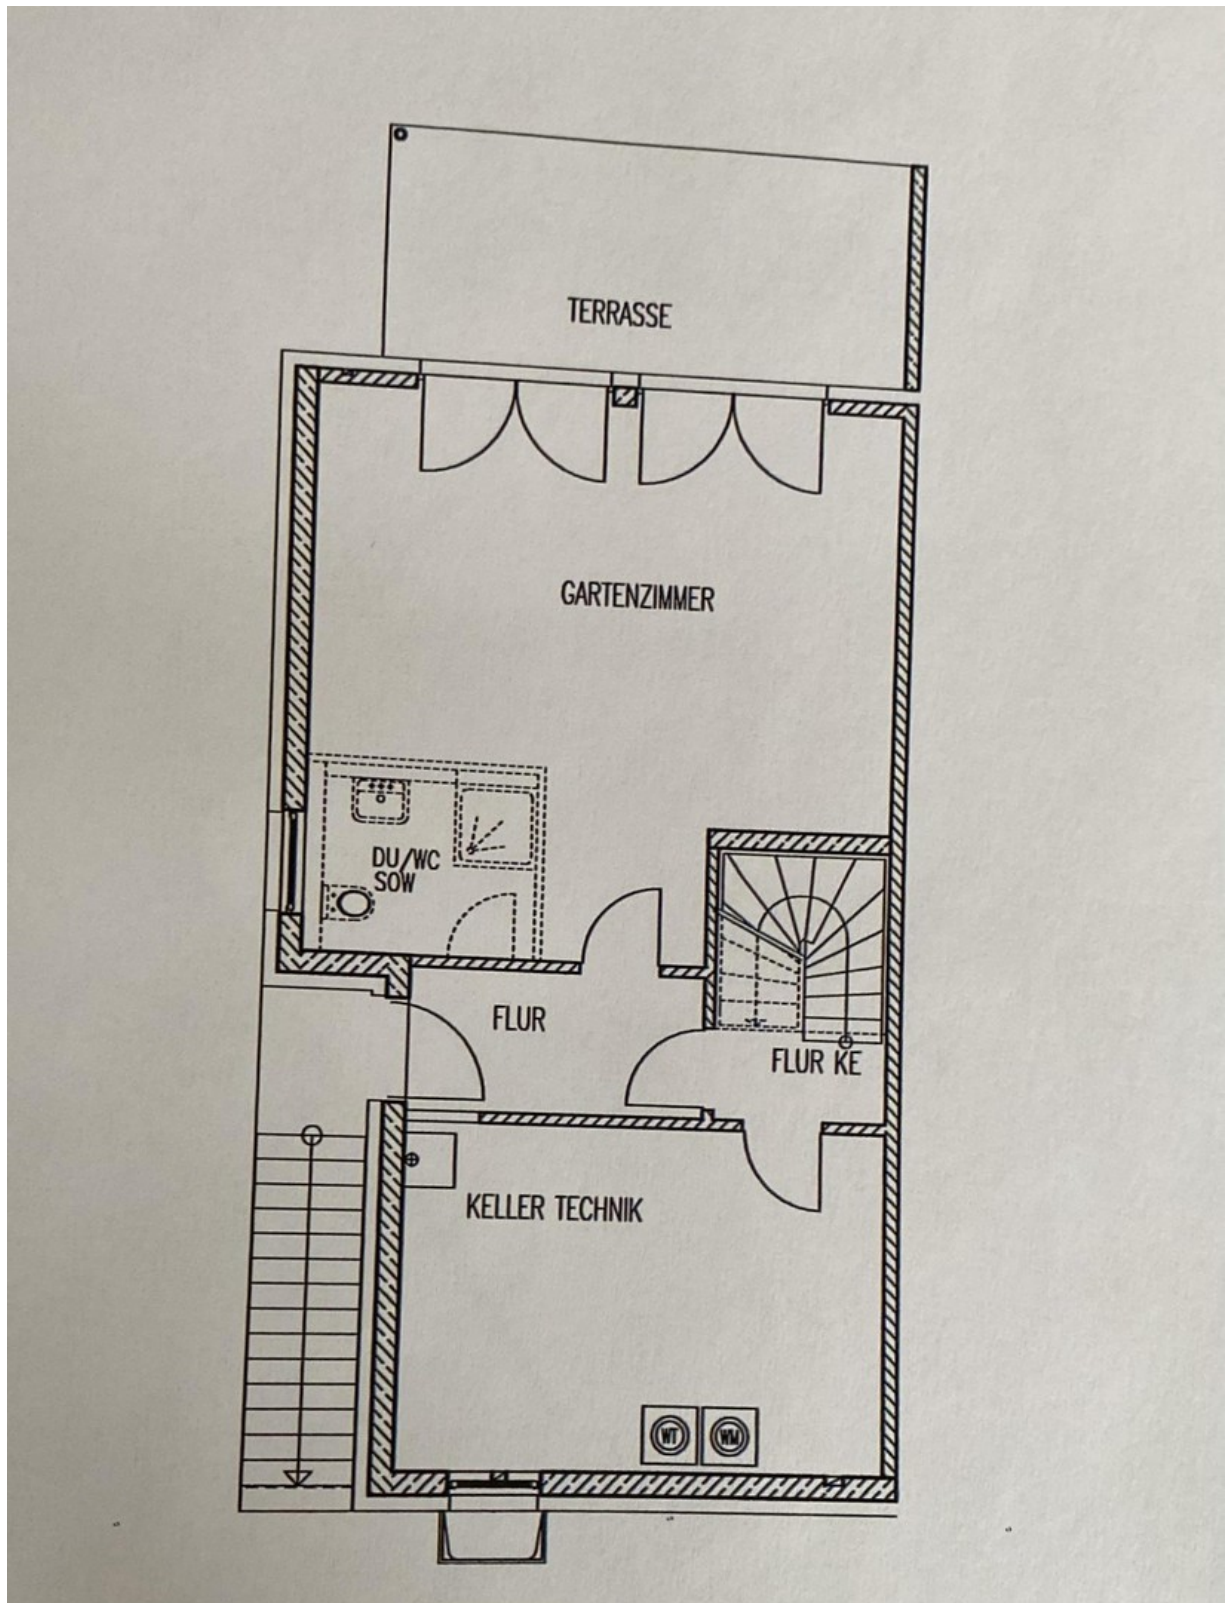 TERRASSE
GARTENZIMMER
DU/WC
SOW
FLUR
FLUR KE
KELLER TECHNIK
WT
WM